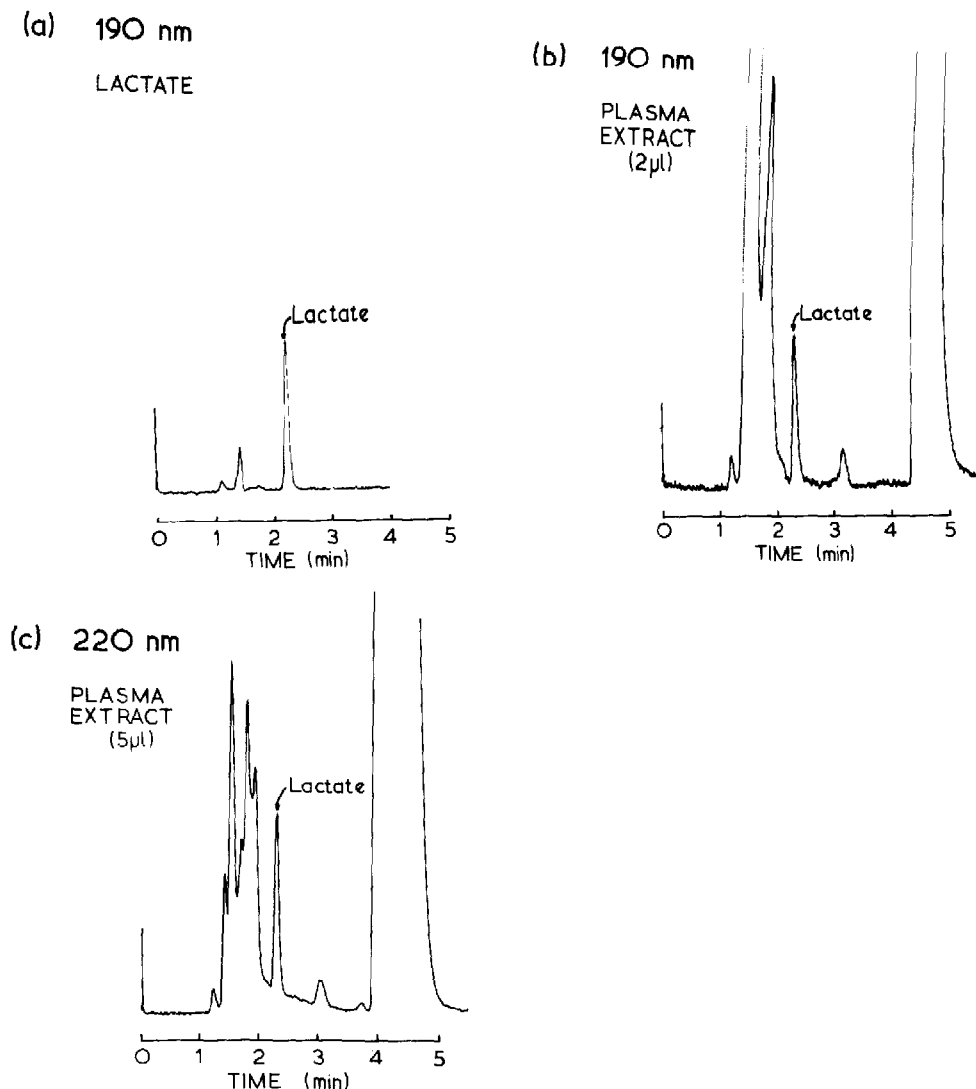 (a) 190 nm
LACTATE
Lactate
0 1 2 3 4 5
TIME (min)
(b) 190 nm
PLASMA
EXTRACT
(2µl)
Lactate
0 1 2 3 4 5
TIME (min)
(c) 220 nm
PLASMA
EXTRACT
(5µl)
Lactate
0 1 2 3 4 5
TIME (min)